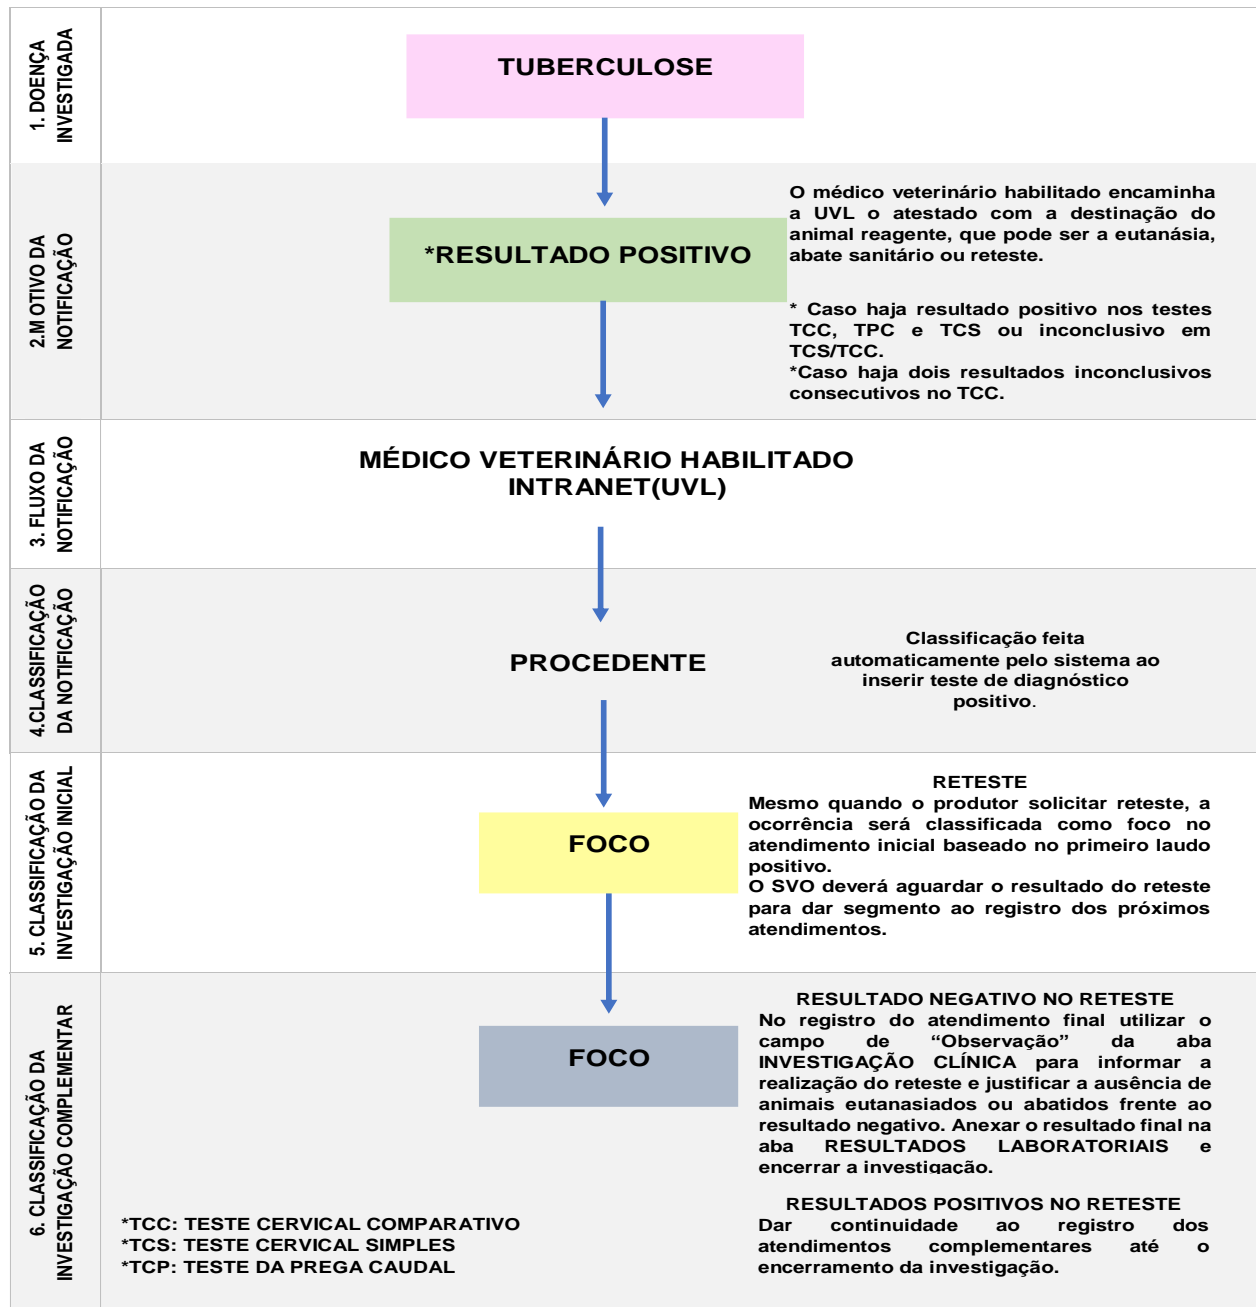 1. DOENÇA
INVESTIGADA
TUBERCULOSE
2.M OTIVO DA
NOTIFICAÇÃO
*RESULTADO POSITIVO
O médico veterinário habilitado encaminha
a UVL o atestado com a destinação do
animal reagente, que pode ser a eutanásia,
abate sanitário ou reteste.
* Caso haja resultado positivo nos testes
TCC, TPC e TCS ou inconclusivo em
TCS/TCC.
*Caso haja dois resultados inconclusivos
consecutivos no TCC.
3. FLUXO DA
NOTIFICAÇÃO
MÉDICO VETERINÁRIO HABILITADO
INTRANET(UVL)
4.CLASSIFICAÇÃO
DA NOTIFICAÇÃO
PROCEDENTE
Classificação feita
automaticamente pelo sistema ao
inserir teste de diagnóstico
positivo.
5. CLASSIFICAÇÃO DA
INVESTIGAÇÃO INICIAL
FOCO
RETESTE
Mesmo quando o produtor solicitar reteste, a
ocorrência será classificada como foco no
atendimento inicial baseado no primeiro laudo
positivo.
O SVO deverá aguardar o resultado do reteste
para dar segmento ao registro dos próximos
atendimentos.
6. CLASSIFICAÇÃO DA
INVESTIGAÇÃO COMPLEMENTAR
FOCO
RESULTADO NEGATIVO NO RETESTE
No registro do atendimento final utilizar o
campo de “Observação” da aba
INVESTIGAÇÃO CLÍNICA para informar a
realização do reteste e justificar a ausência de
animais eutanasiados ou abatidos frente ao
resultado negativo. Anexar o resultado final na
aba RESULTADOS LABORATORIAIS e
encerrar a investigação.
RESULTADOS POSITIVOS NO RETESTE
Dar continuidade ao registro dos
atendimentos complementares até o
encerramento da investigação.
*TCC: TESTE CERVICAL COMPARATIVO
*TCS: TESTE CERVICAL SIMPLES
*TCP: TESTE DA PREGA CAUDAL